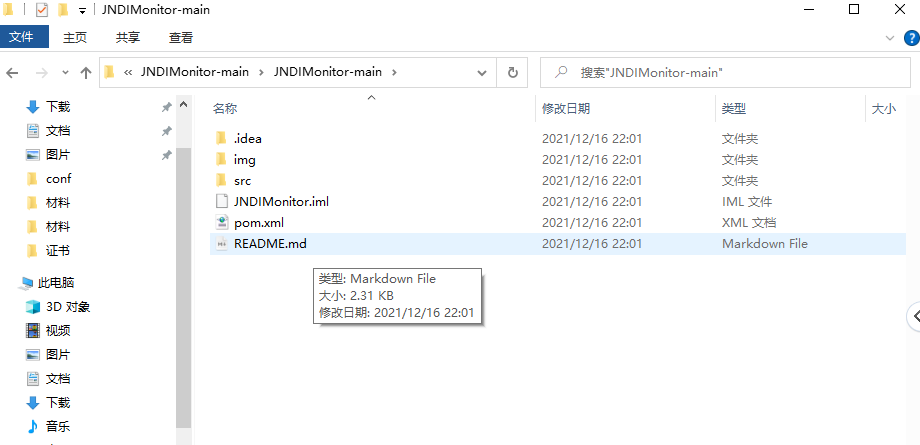 JNDIMonitor-main
文件 主页 共享 查看
« JNDIMonitor-main › JNDIMonitor-main ›
搜索"JNDIMonitor-main"
名称 修改日期 类型 大小
.idea 2021/12/16 22:01 文件夹
img 2021/12/16 22:01 文件夹
src 2021/12/16 22:01 文件夹
JNDIMonitor.iml 2021/12/16 22:01 IML 文件
pom.xml 2021/12/16 22:01 XML 文档
README.md 2021/12/16 22:01 Markdown File
类型: Markdown File
大小: 2.31 KB
修改日期: 2021/12/16 22:01
下载
文档
图片
conf
材料
材料
证书
此电脑
3D 对象
视频
图片
文档
下载
音乐